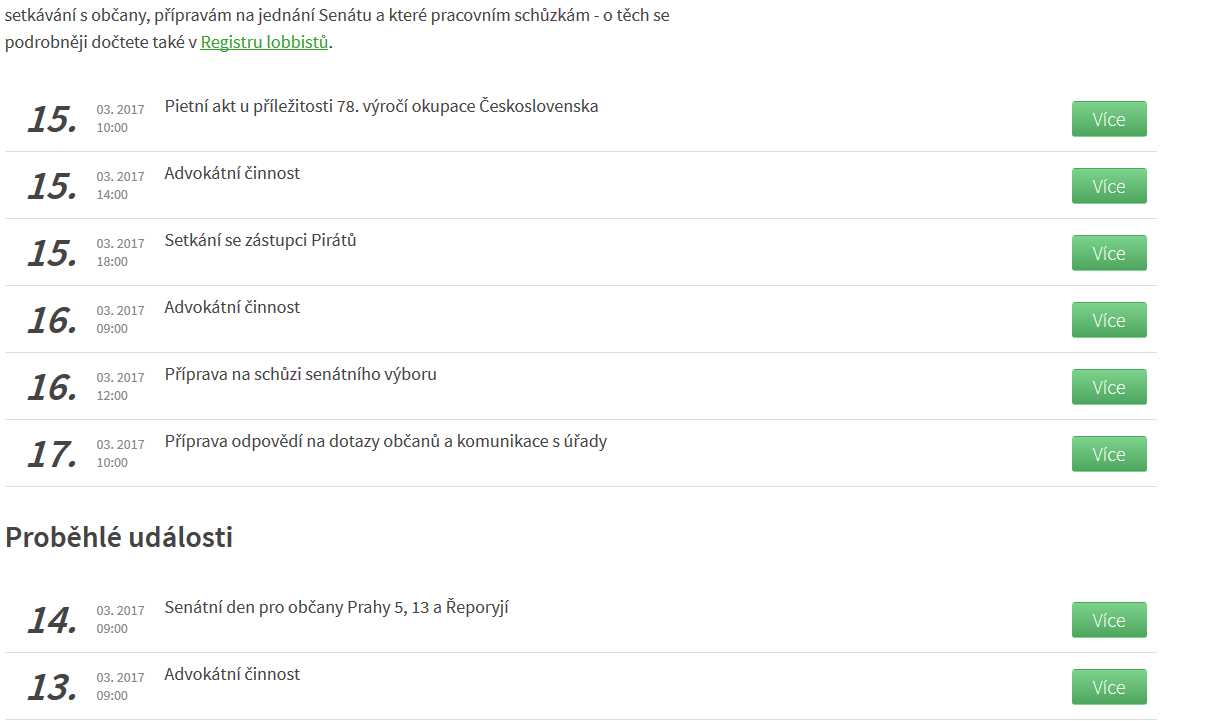 setkávání s občany, přípravám na jednání Senátu a které pracovním schůzkám - o těch se
podrobněji dočtete také v Registru lobbistů.
15. 03. 2017 10:00 Pietní akt u příležitosti 78. výročí okupace Československa Více
15. 03. 2017 14:00 Advokátní činnost Více
15. 03. 2017 18:00 Setkání se zástupci Pirátů Více
16. 03. 2017 09:00 Advokátní činnost Více
16. 03. 2017 12:00 Příprava na schůzi senátního výboru Více
17. 03. 2017 10:00 Příprava odpovědí na dotazy občanů a komunikace s úřady Více
Proběhlé události
14. 03. 2017 09:00 Senátní den pro občany Prahy 5, 13 a Řeporyjí Více
13. 03. 2017 09:00 Advokátní činnost Více